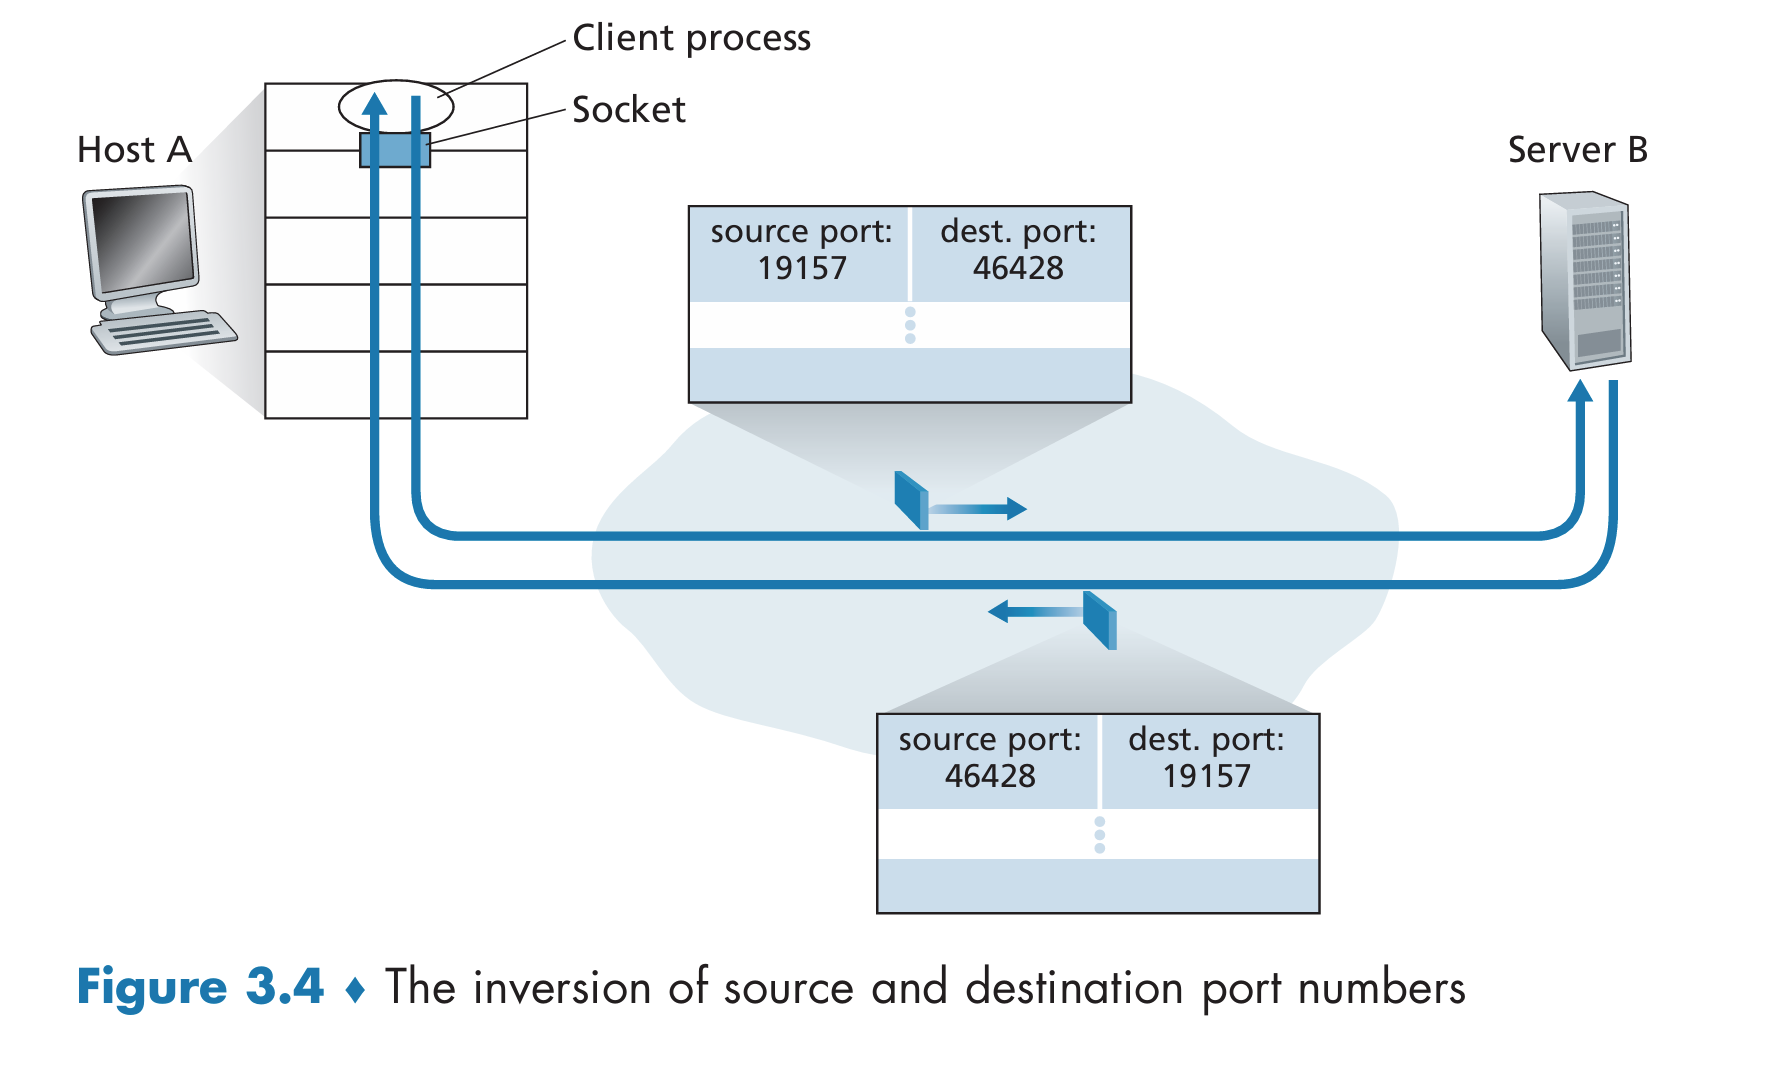 Client process
Socket
Host A
Server B
source port: dest. port:
19157 46428
source port: dest. port:
46428 19157
Figure 3.4 ♦ The inversion of source and destination port numbers